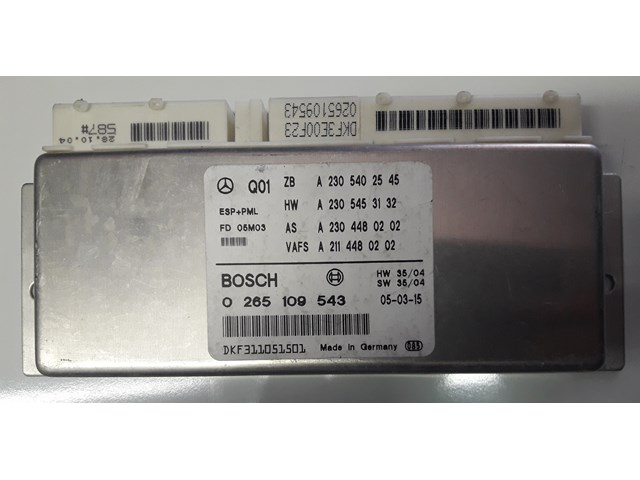 587#
28.10.04
DKF3E00F23
0265109543
Q01 ZB A 230 540 25 45
HW A 230 545 31 32
ESP+PML
AS A 230 448 02 02
FD 05M03
VAFS A 211 448 02 02
BOSCH
HW 35/04
SW 35/04
0 265 109 543 05-03-15
DKF311051501 Made in Germany